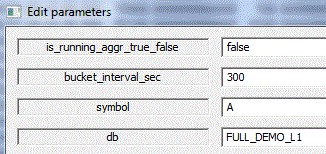 Edit parameters
is_running_aggr_true_false false
bucket_interval_sec 300
symbol A
db FULL_DEMO_L1